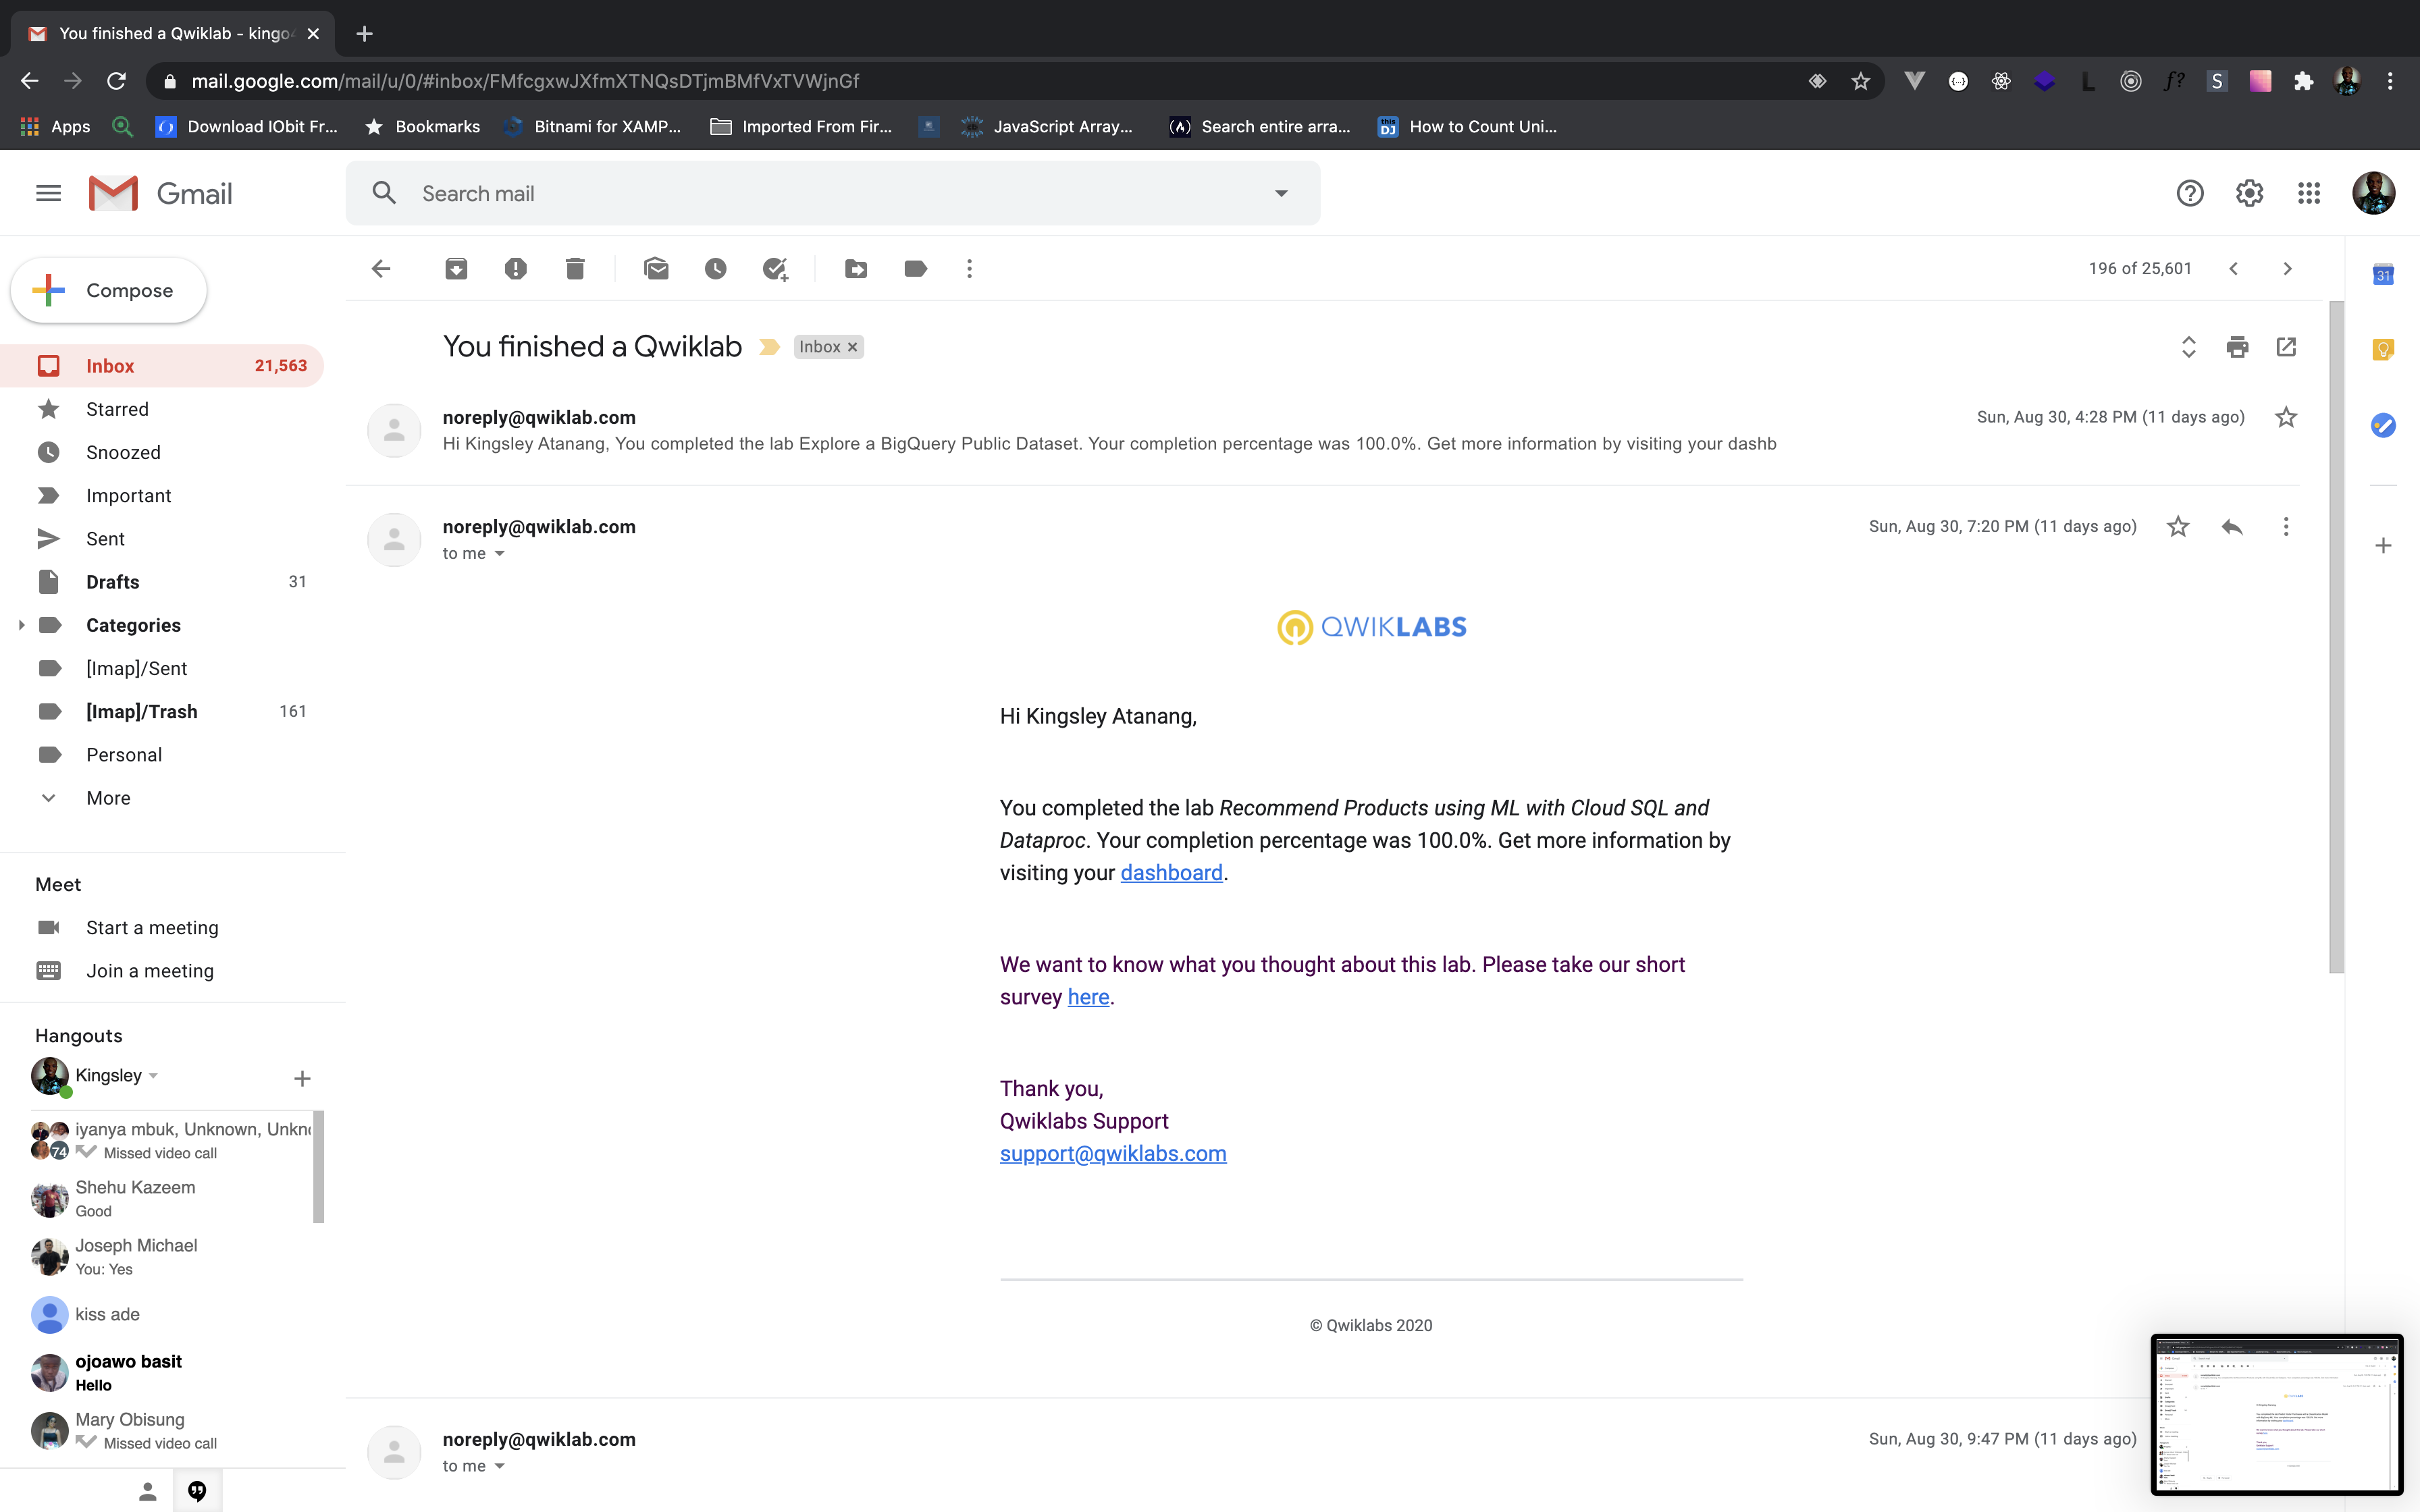 You finished a Qwiklab - kingo
mail.google.com/mail/u/0/#inbox/FMfcgxwJXfmXTNQsDTjmBMfVxTVWjnGf
Apps
Download IObit Fr...
Bookmarks
Bitnami for XAMP...
Imported From Fir...
JavaScript Array...
Search entire arra...
How to Count Uni...
Gmail
Search mail
Compose
196 of 25,601
31
Inbox 21,563
Starred
Snoozed
Important
Sent
Drafts 31
Categories
[Imap]/Sent
[Imap]/Trash 161
Personal
More
Meet
Start a meeting
Join a meeting
Hangouts
Kingsley
iyanya mbuk, Unknown, Unkn
74
Missed video call
Shehu Kazeem
Good
Joseph Michael
You: Yes
kiss ade
ojoawo basit
Hello
Mary Obisung
Missed video call
You finished a Qwiklab
Inbox
noreply@qwiklab.com
Sun, Aug 30, 4:28 PM (11 days ago)
Hi Kingsley Atanang, You completed the lab Explore a BigQuery Public Dataset. Your completion percentage was 100.0%. Get more information by visiting your dashb
noreply@qwiklab.com
Sun, Aug 30, 7:20 PM (11 days ago)
to me
QWIKLABS
Hi Kingsley Atanang,
You completed the lab Recommend Products using ML with Cloud SQL and
Dataproc. Your completion percentage was 100.0%. Get more information by
visiting your dashboard.
We want to know what you thought about this lab. Please take our short
survey here.
Thank you,
Qwiklabs Support
support@qwiklabs.com
© Qwiklabs 2020
noreply@qwiklab.com
Sun, Aug 30, 9:47 PM (11 days ago)
to me